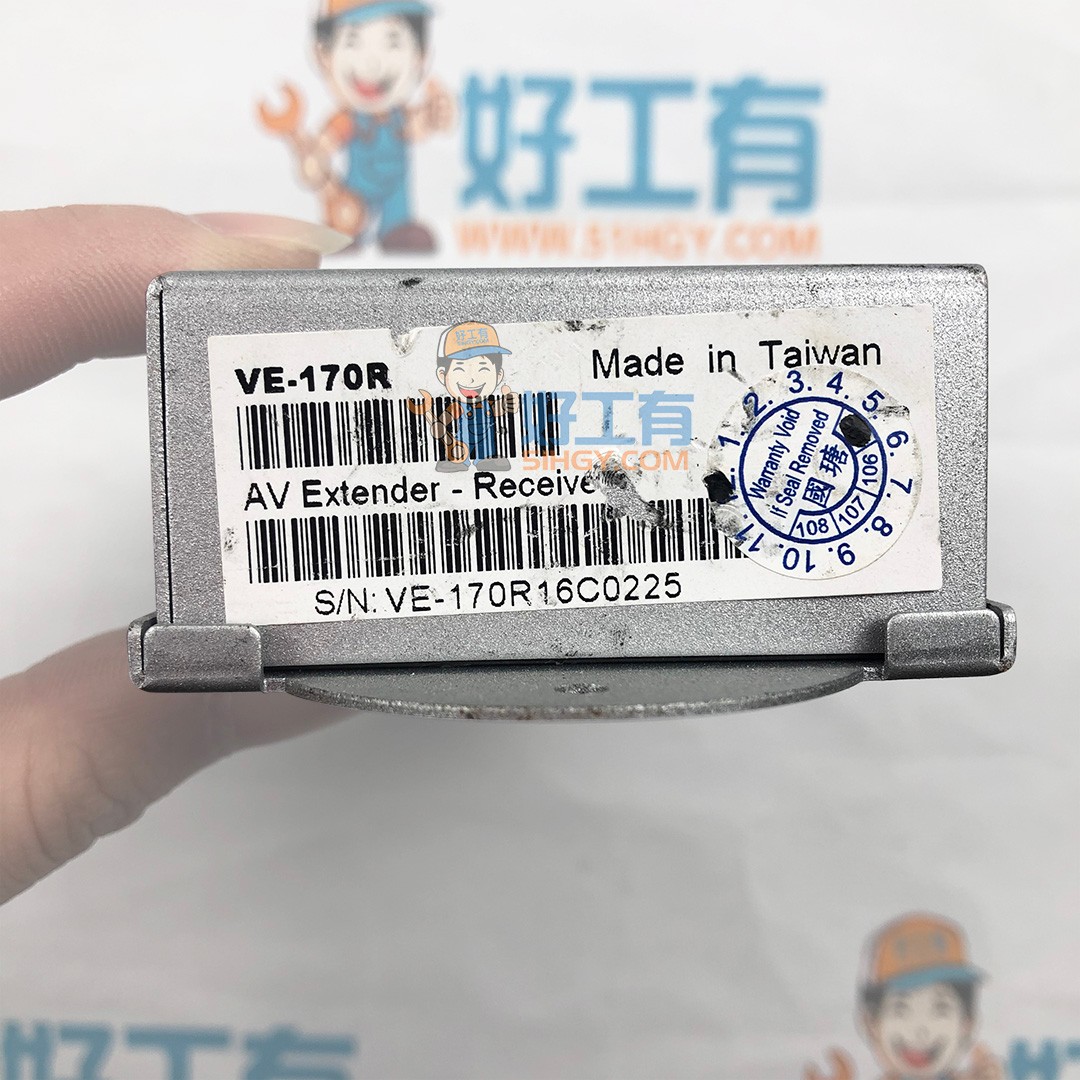 好工有
WWW.51HGY.COM
VE-170R
Made in Taiwan
好工有
51HGY.COM
AV Extender - Receive
S/N: VE-170R16C0225
1. 2. 3. 4. 5. 6. 7. 8. 9. 10. 11.
Warranty Void
If Seal Removed
國瑭
108 107 106
好工有